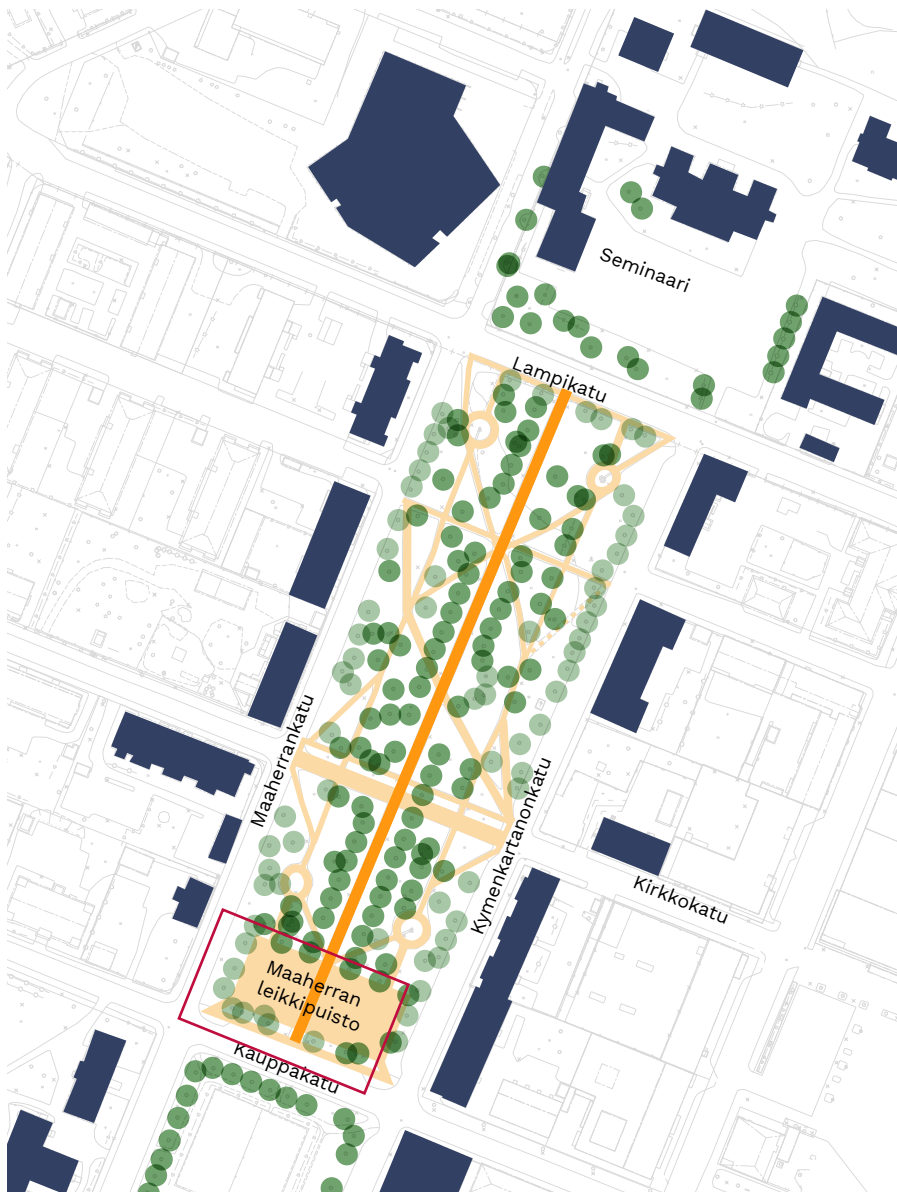 Seminaari
Lampikatu
Maaherrankatu
Kymenkartanonkatu
Kirkkokatu
Maaherran
leikkipuisto
Kauppakatu